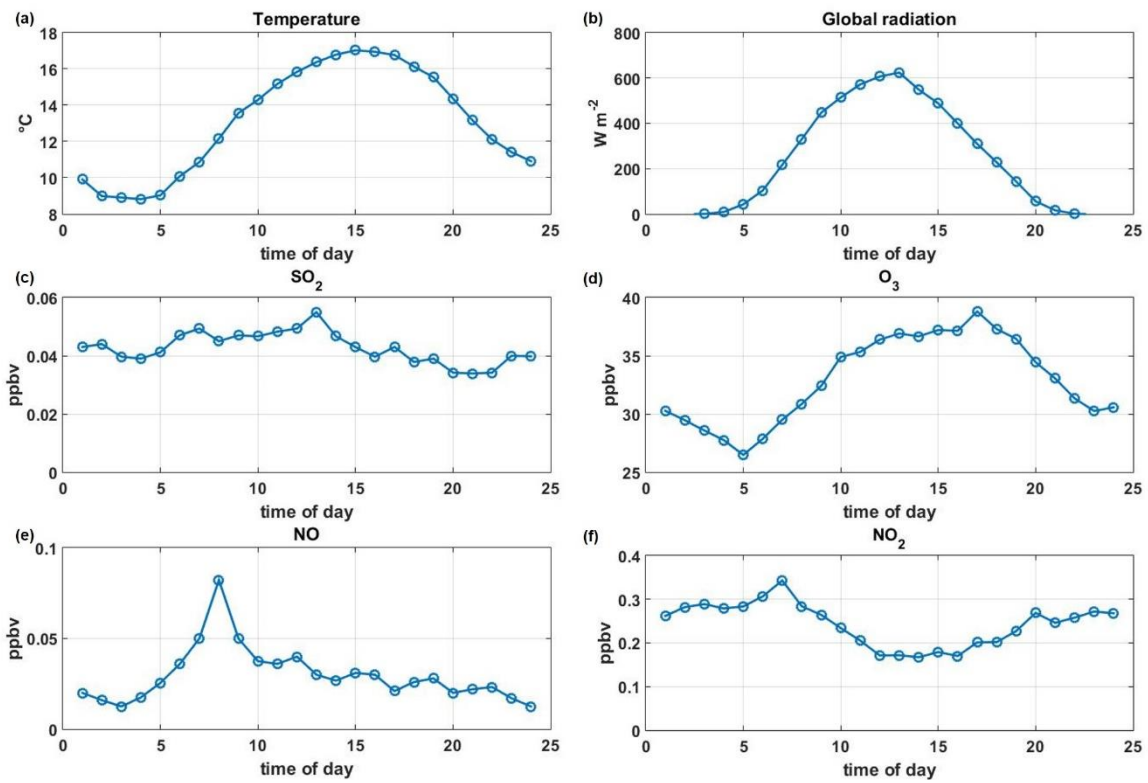 (a)
Temperature
18
16
14
12
10
8
°C
0 5 10 15 20 25
time of day
(b)
Global radiation
800
600
400
200
0
W m-2
0 5 10 15 20 25
time of day
(c)
SO2
0.06
0.04
0.02
0
ppbv
0 5 10 15 20 25
time of day
(d)
O3
40
35
30
25
ppbv
0 5 10 15 20 25
time of day
(e)
NO
0.1
0.05
0
ppbv
0 5 10 15 20 25
time of day
(f)
NO2
0.4
0.3
0.2
0.1
0
ppbv
0 5 10 15 20 25
time of day